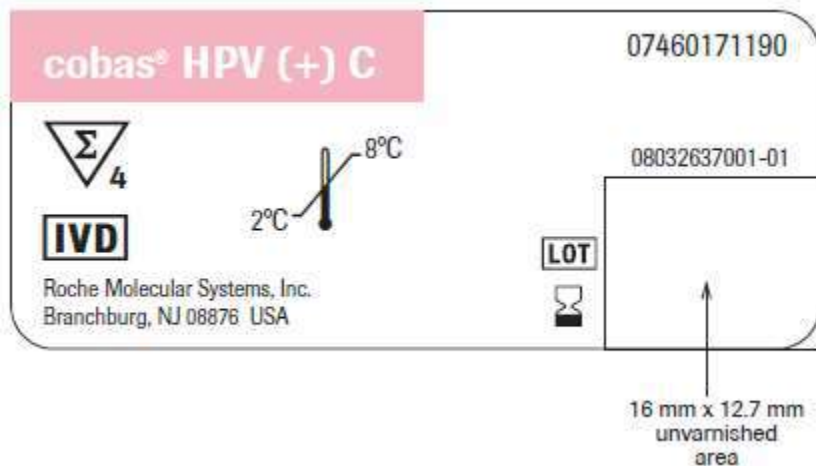 cobas® HPV (+) C
07460171190
Σ
4
8°C
2°C
08032637001-01
IVD
LOT
Roche Molecular Systems, Inc.
Branchburg, NJ 08876 USA
16 mm x 12.7 mm
unvarnished
area